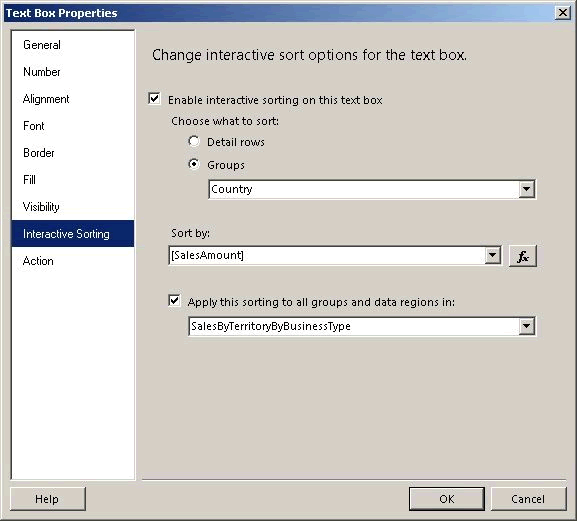 Text Box Properties
General
Number
Alignment
Font
Border
Fill
Visibility
Interactive Sorting
Action
Change interactive sort options for the text box.
Enable interactive sorting on this text box
Choose what to sort:
Detail rows
Groups
Country
Sort by:
[SalesAmount]
fx
Apply this sorting to all groups and data regions in:
SalesByTerritoryByBusinessType
Help
OK
Cancel